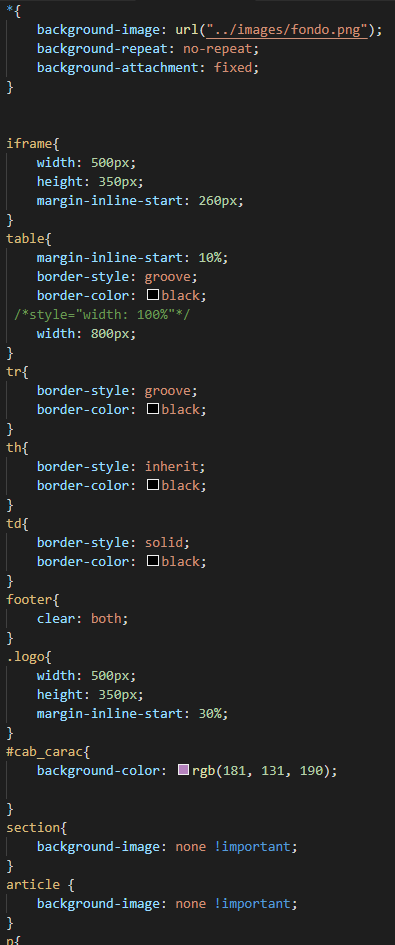 *{
background-image: url("../images/fondo.png");
background-repeat: no-repeat;
background-attachment: fixed;
}
iframe{
width: 500px;
height: 350px;
margin-inline-start: 260px;
}
table{
margin-inline-start: 10%;
border-style: groove;
border-color: black;
/*style="width: 100%"*/
width: 800px;
}
tr{
border-style: groove;
border-color: black;
}
th{
border-style: inherit;
border-color: black;
}
td{
border-style: solid;
border-color: black;
}
footer{
clear: both;
}
.logo{
width: 500px;
height: 350px;
margin-inline-start: 30%;
}
#cab_carac{
background-color: rgb(181, 131, 190);
}
section{
background-image: none !important;
}
article {
background-image: none !important;
}
p{